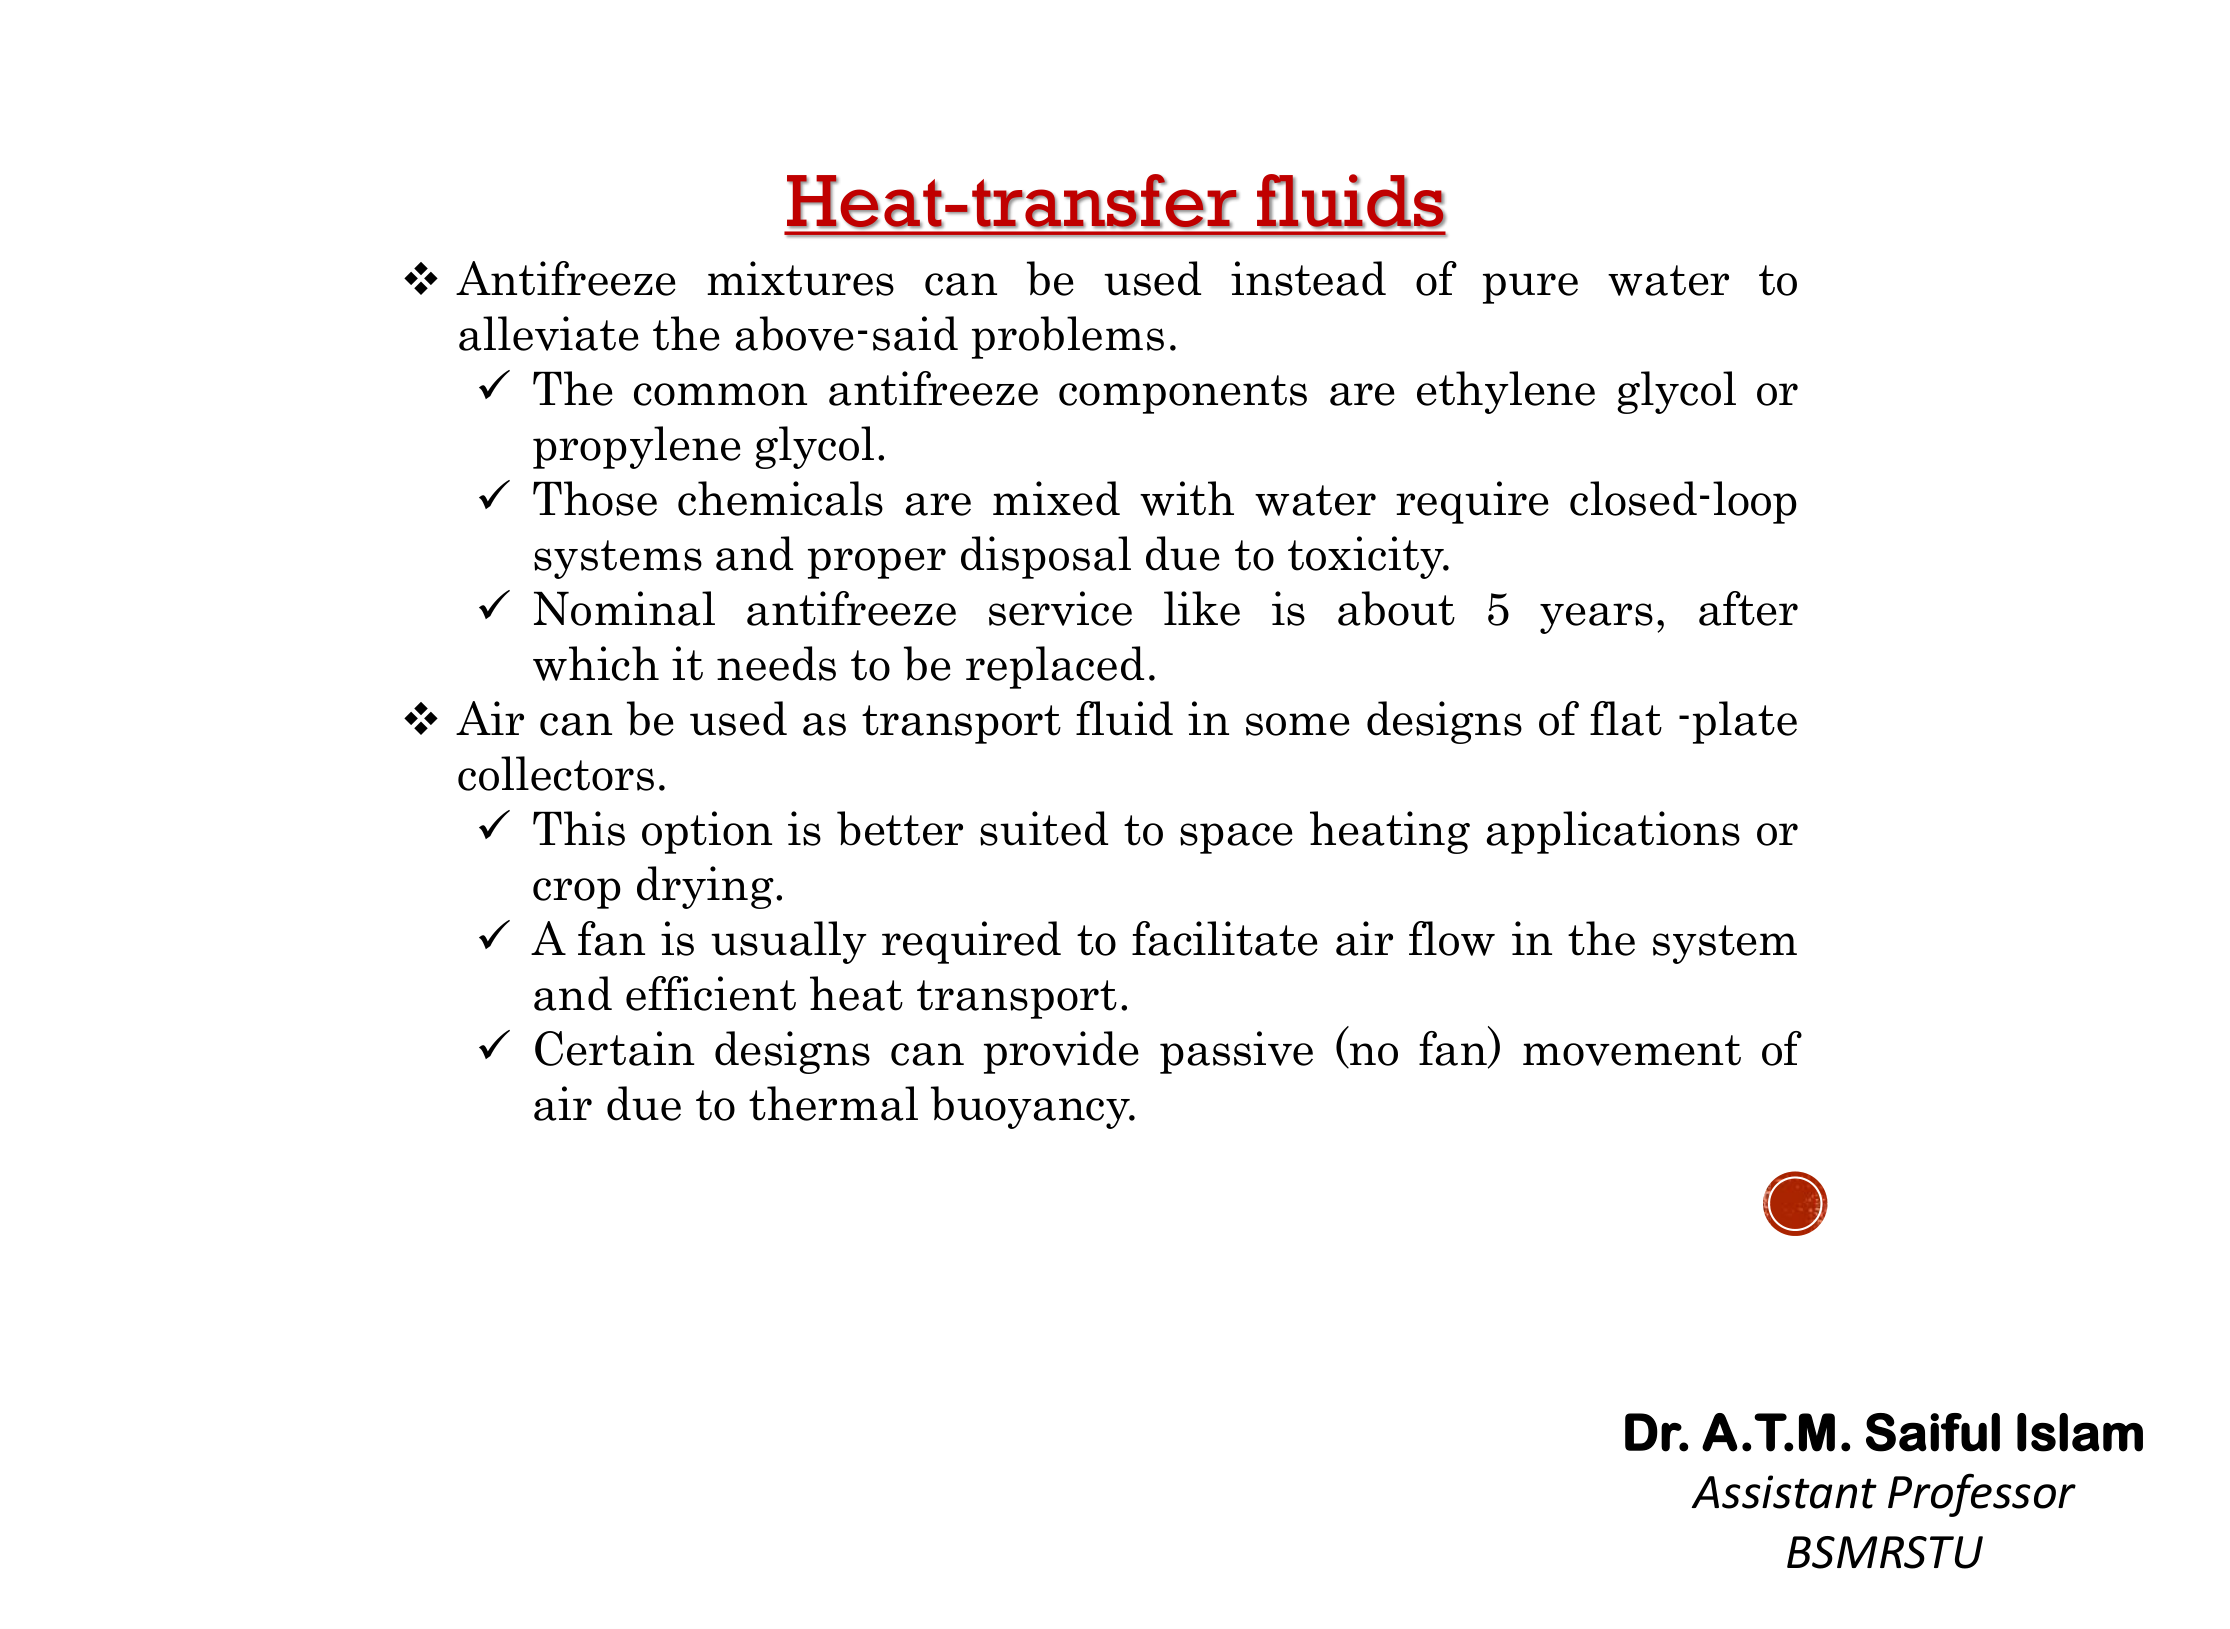 Heat-transfer fluids
❖ Antifreeze mixtures can be used instead of pure water to
alleviate the above-said problems.
✓ The common antifreeze components are ethylene glycol or
propylene glycol.
✓ Those chemicals are mixed with water require closed-loop
systems and proper disposal due to toxicity.
✓ Nominal antifreeze service like is about 5 years, after
which it needs to be replaced.
❖ Air can be used as transport fluid in some designs of flat -plate
collectors.
✓ This option is better suited to space heating applications or
crop drying.
✓ A fan is usually required to facilitate air flow in the system
and efficient heat transport.
✓ Certain designs can provide passive (no fan) movement of
air due to thermal buoyancy.
Dr. A.T.M. Saiful Islam
Assistant Professor
BSMRSTU